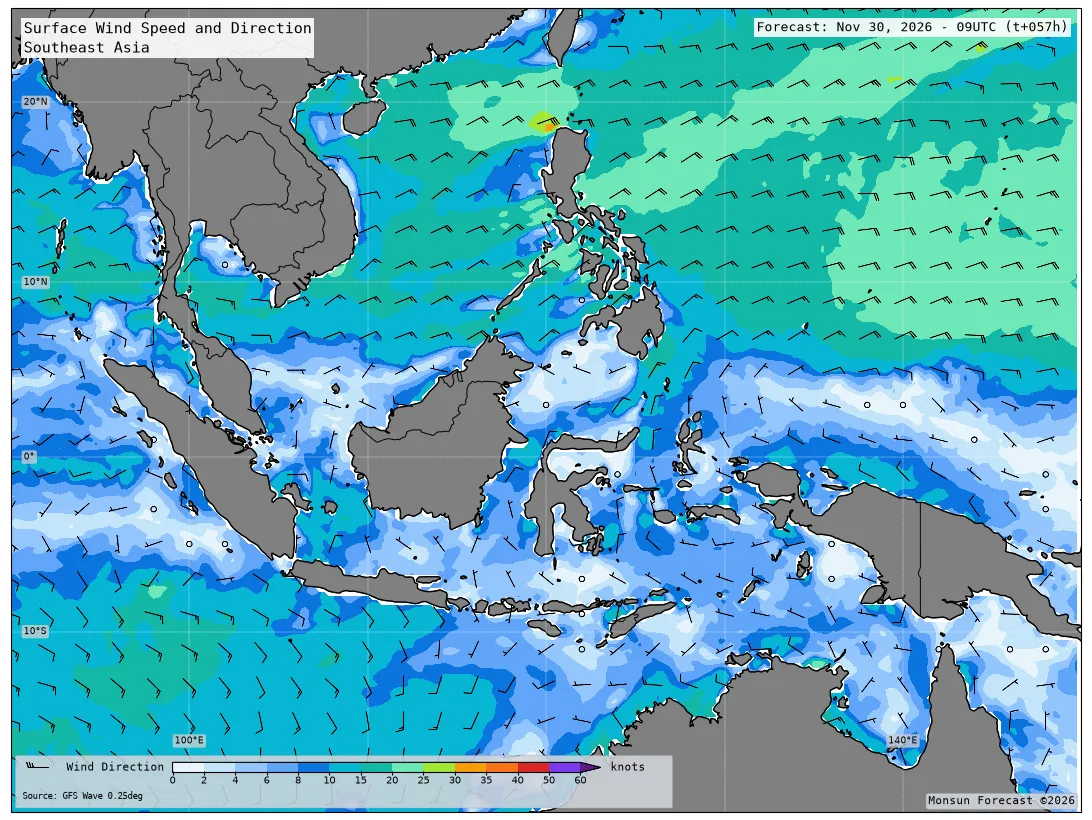 Surface Wind Speed and Direction
Southeast Asia
Forecast: Nov 30, 2026 - 09UTC (t+057h)
20°N
10°N
0°
10°S
100°E
140°E
Wind Direction
0 2 4 6 8 10 15 20 25 30 35 40 50 60
knots
Source: GFS Wave 0.25deg
Monsun Forecast ©2026